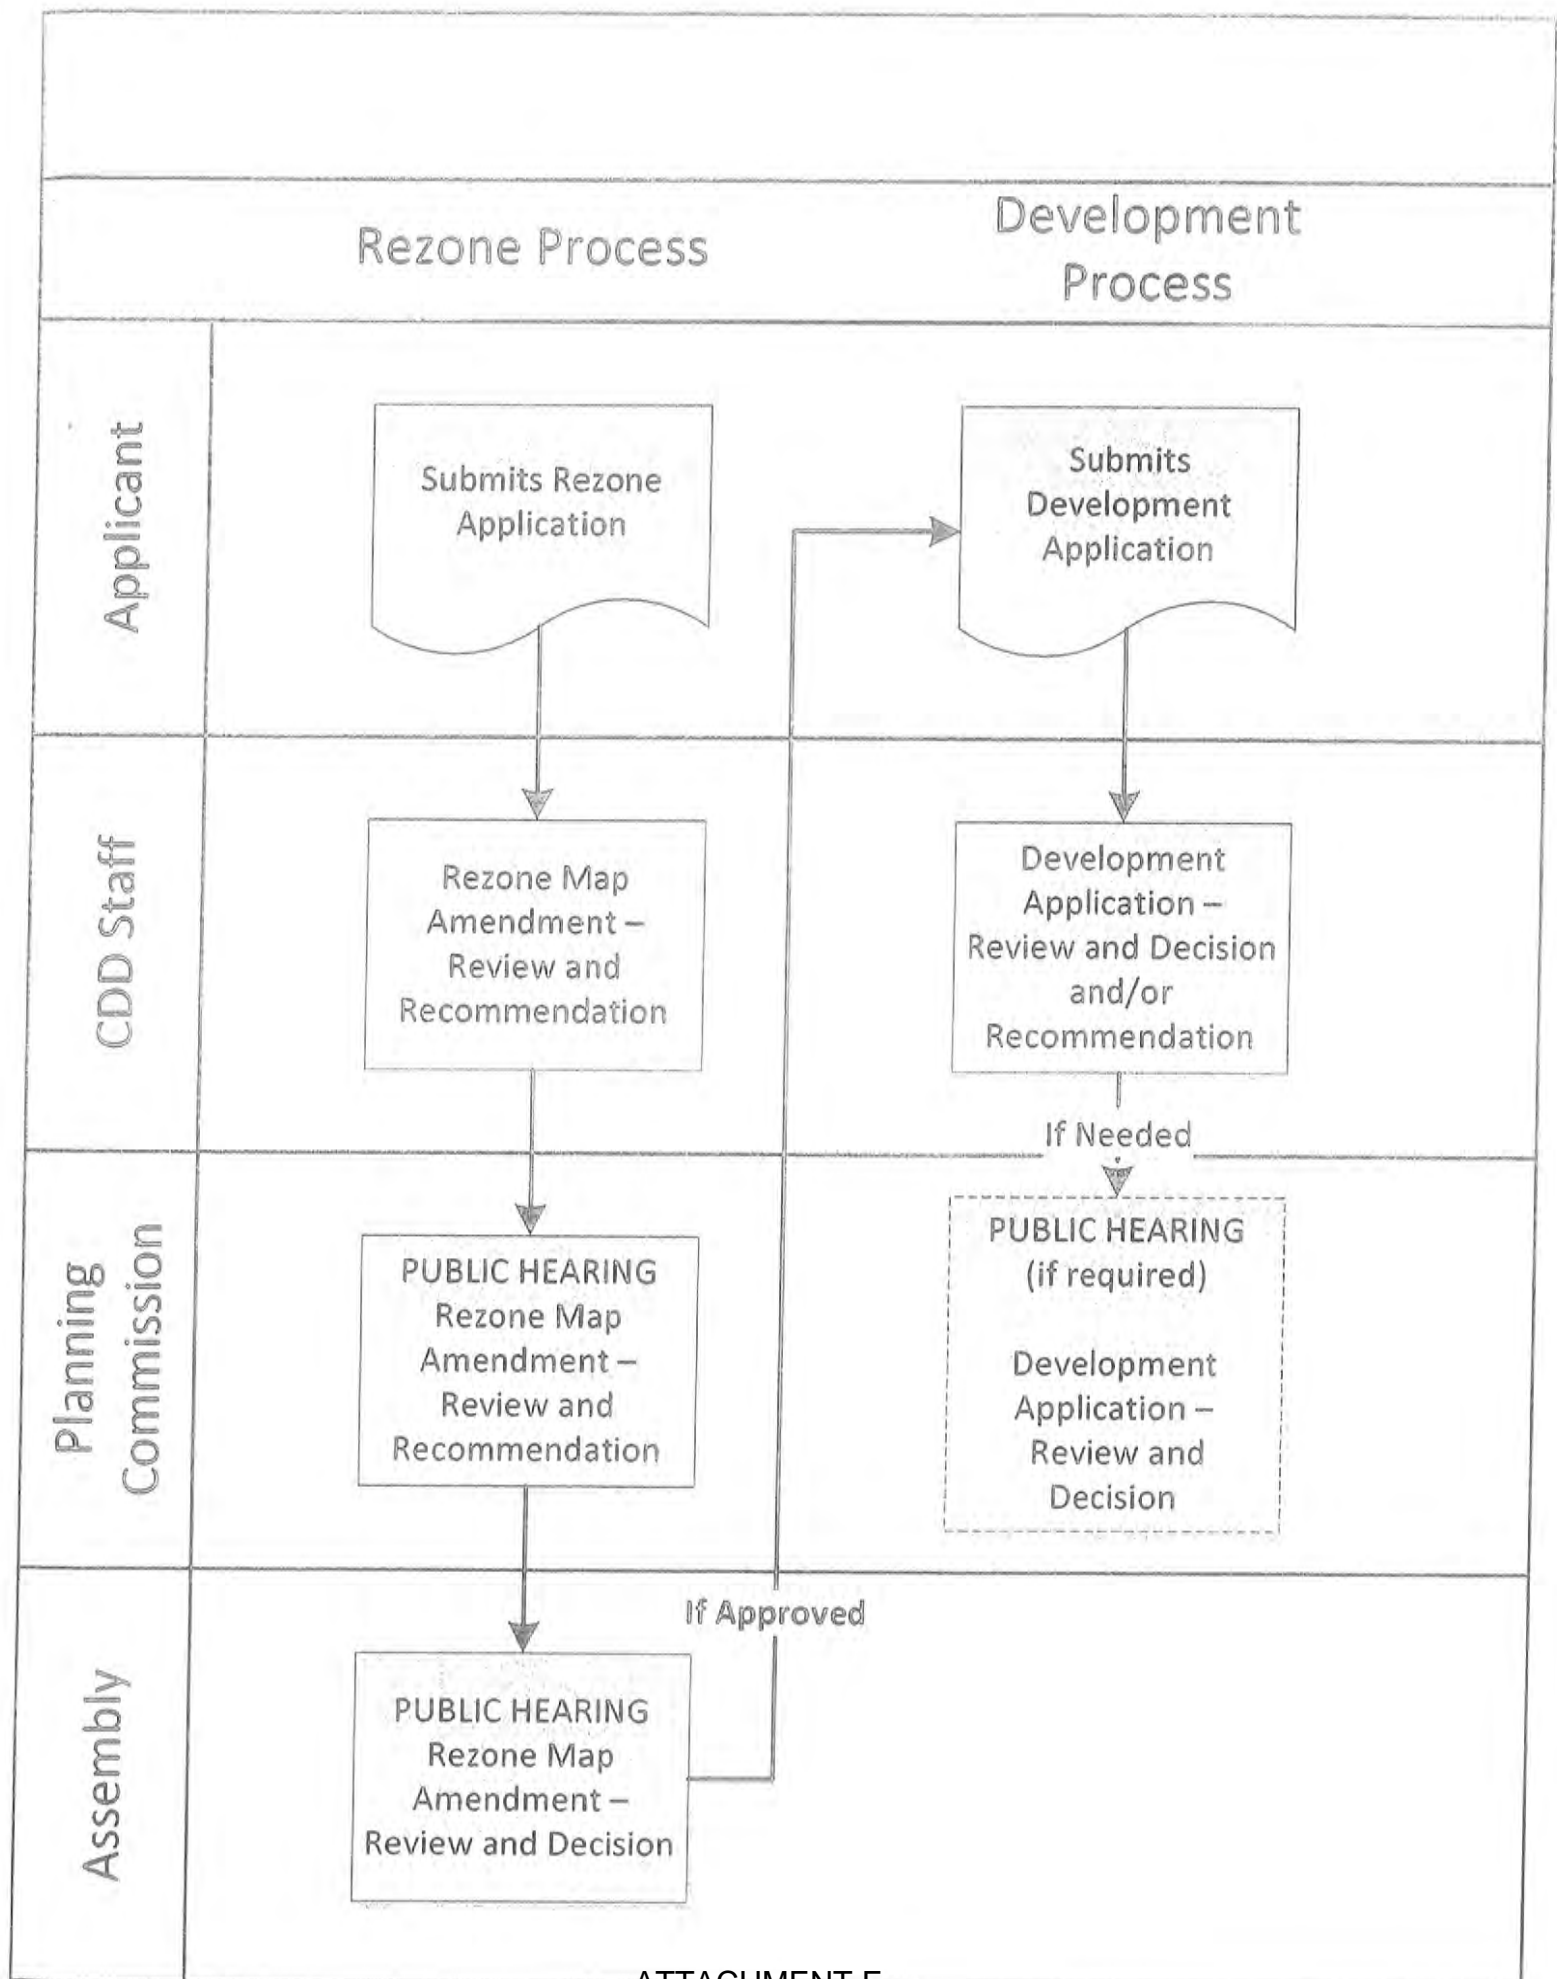 Rezone Process
Development
Process
Applicant
Submits Rezone
Application
Submits
Development
Application
CDD Staff
Rezone Map
Amendment –
Review and
Recommendation
Development
Application –
Review and Decision
and/or
Recommendation
If Needed
Planning
Commission
PUBLIC HEARING
Rezone Map
Amendment –
Review and
Recommendation
PUBLIC HEARING
(if required)
Development
Application –
Review and
Decision
If Approved
Assembly
PUBLIC HEARING
Rezone Map
Amendment –
Review and Decision
ATTACHMENT F